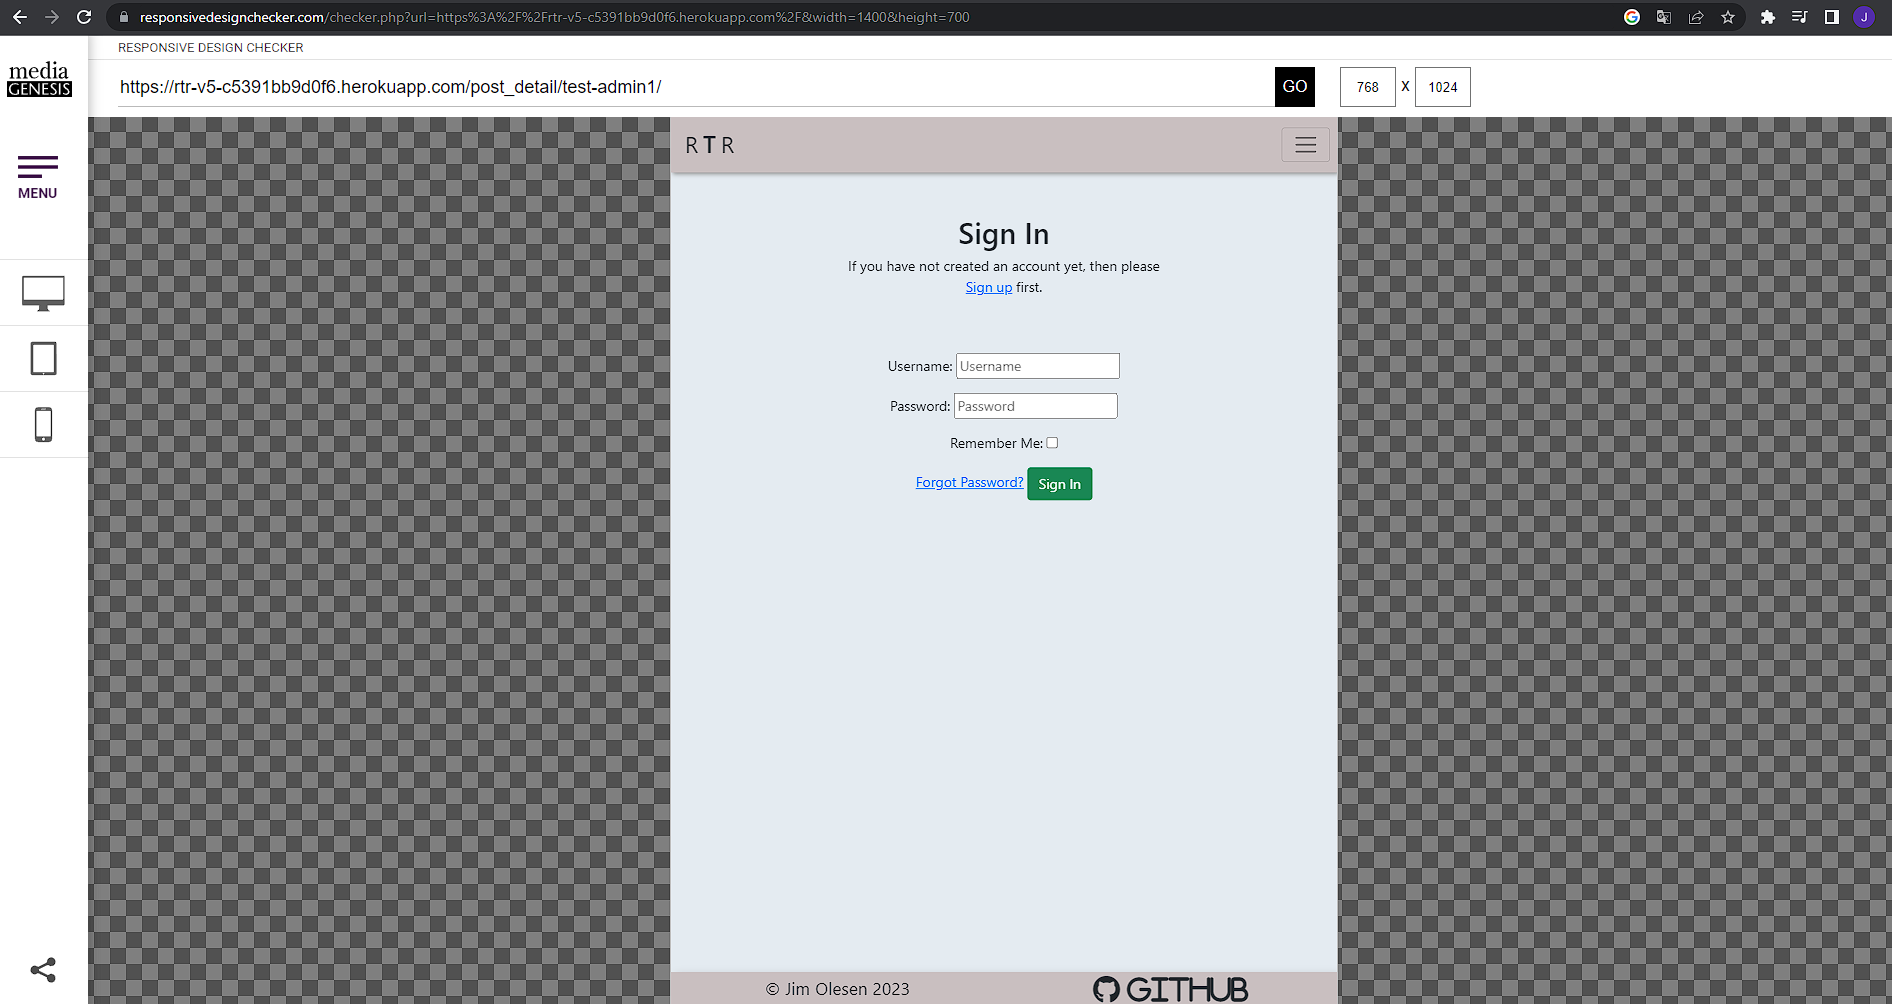 responsivedesignchecker.com/checker.php?url=https%3A%2F%2Frtr-v5-c5391bb9d0f6.herokuapp.com%2F&width=1400&height=700
J
RESPONSIVE DESIGN CHECKER
media
GENESIS
https://rtr-v5-c5391bb9d0f6.herokuapp.com/post_detail/test-admin1/
GO
768 x 1024
MENU
R T R
Sign In
If you have not created an account yet, then please
Sign up first.
Username: Username
Password: Password
Remember Me:
Forgot Password? Sign In
© Jim Olesen 2023
GITHUB